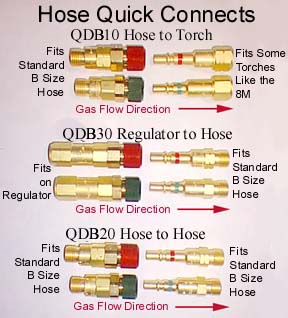 Hose Quick Connects
QDB10 Hose to Torch
Fits
Standard
B Size
Hose
Fits Some
Torches
Like the
8M
Gas Flow Direction
QDB30 Regulator to Hose
Fits
on
Regulator
Fits
Standard
B Size
Hose
Gas Flow Direction
QDB20 Hose to Hose
Fits
Standard
B Size
Hose
Fits
Standard
B Size
Hose
Gas Flow Direction